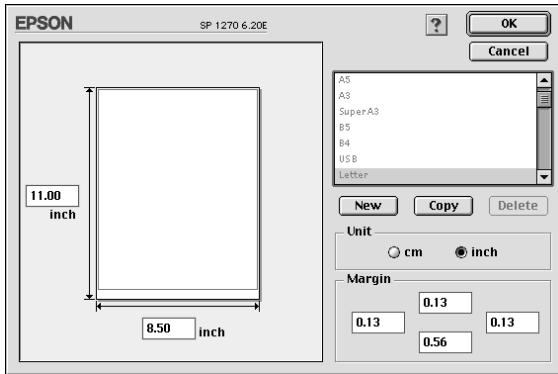 EPSON
SP 1270 6.20E
?
OK
Cancel
A5
A3
SuperA3
B5
B4
USB
Letter
11.00
inch
8.50 inch
New Copy Delete
Unit
cm inch
Margin
0.13
0.13 0.13
0.56